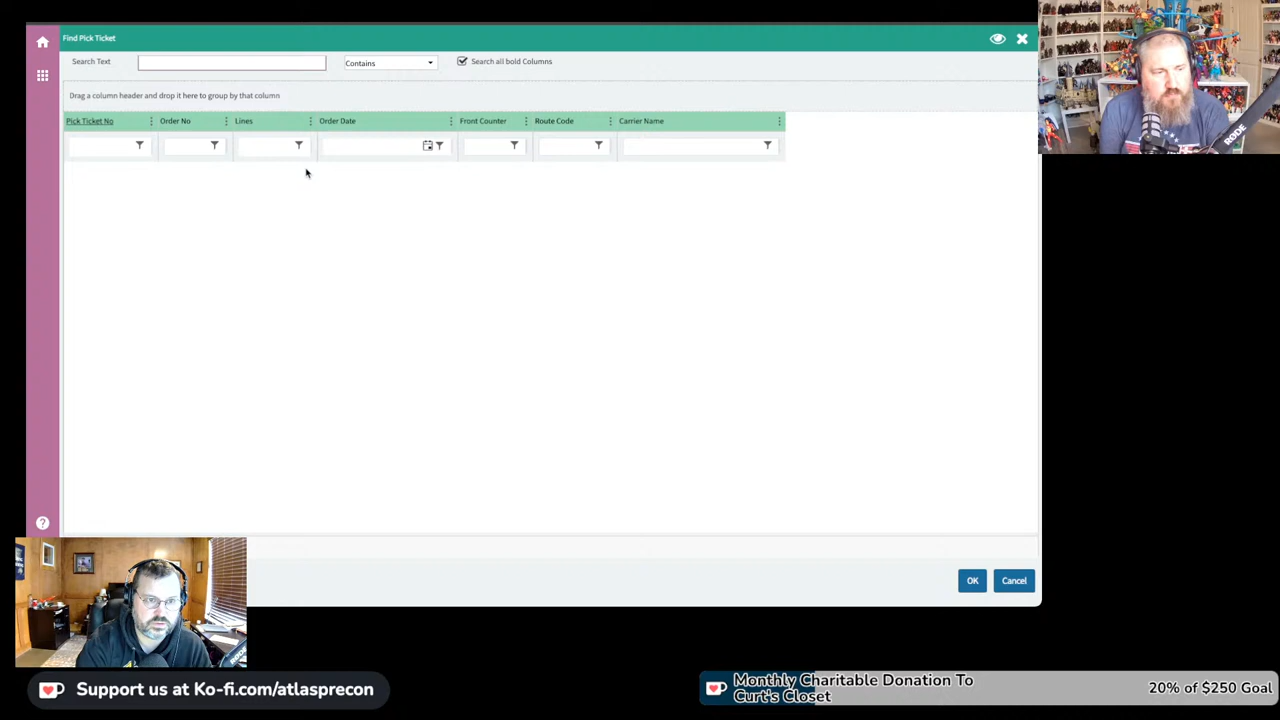 Find Pick Ticket
Search Text
Contains
Search all bold Columns
Drag a column header and drop it here to group by that column
Pick Ticket No
Order No
Lines
Order Date
Front Counter
Route Code
Carrier Name
RODE
?
OK
Cancel
Support us at Ko-fi.com/atlasprecon
Monthly Charitable Donation To
Curt's Closet
20% of $250 Goal